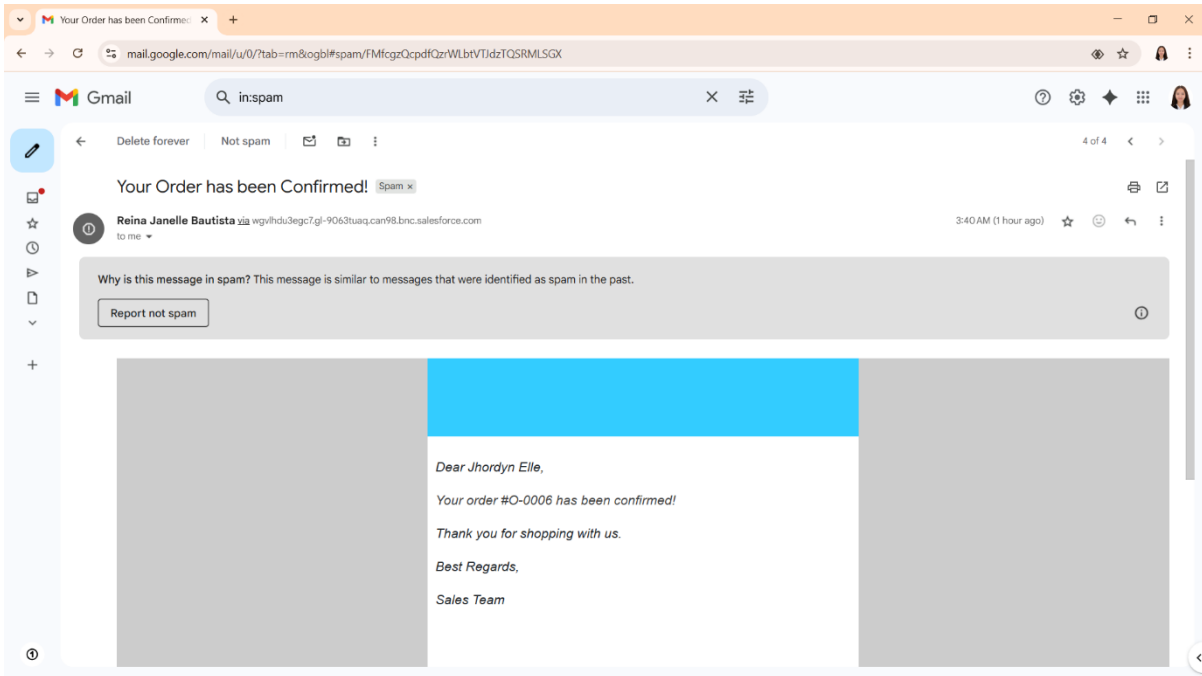 Your Order has been Confirmed
mail.google.com/mail/u/0/?tab=rm&ogbl#spam/FMfcgzQcpdfQzrWLbtVTJdzTQSRMLSGX
Gmail
in:spam
Delete forever Not spam 4 of 4
Your Order has been Confirmed! Spam ×
Reina Janelle Bautista via wgvlhdu3egc7.gl-9063tuaq.can98.bnc.salesforce.com 3:40 AM (1 hour ago)
to me
Why is this message in spam? This message is similar to messages that were identified as spam in the past.
Report not spam
Dear Jhordyn Elle,
Your order #O-0006 has been confirmed!
Thank you for shopping with us.
Best Regards,
Sales Team